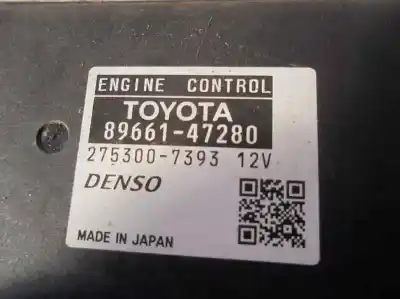 ENGINE CONTROL
TOYOTA
89661-47280
275300-7393 12V
DENSO
MADE IN JAPAN